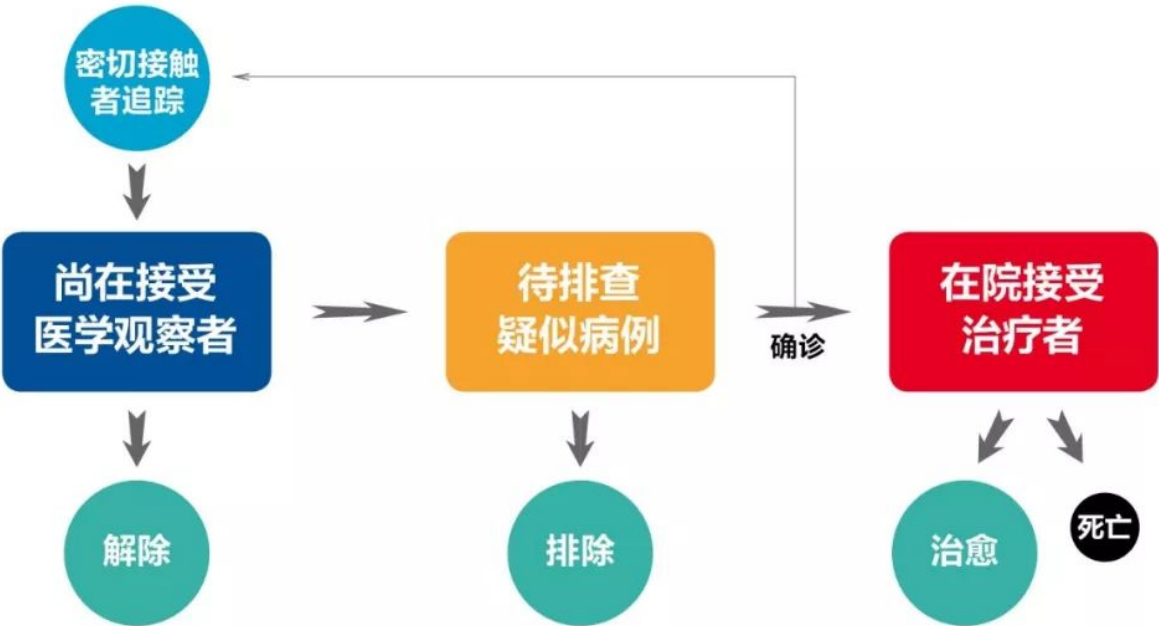 密切接触
者追踪
尚在接受
医学观察者
待排查
疑似病例
确诊
在院接受
治疗者
解除
排除
治愈
死亡